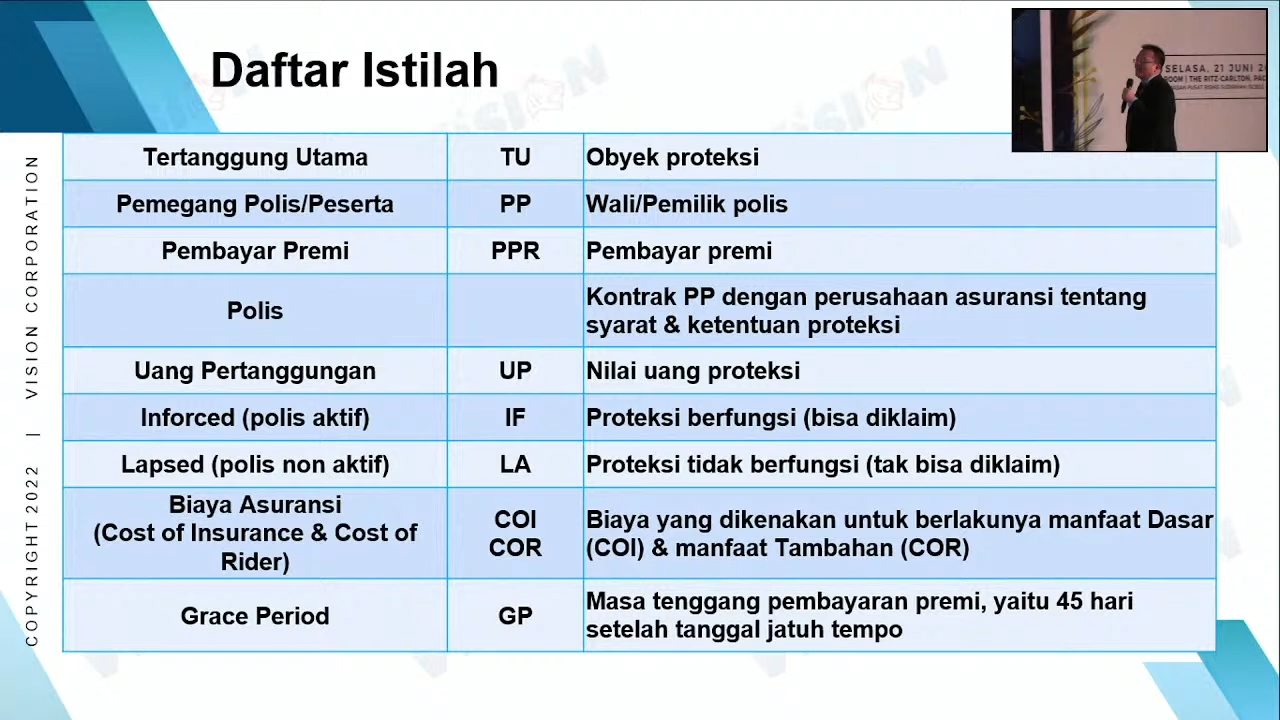 Daftar Istilah
SELASA, 21 JUNI 20
ROOM | THE RITZ-CARLTON, PAC
Tertanggung Utama TU Obyek proteksi
Pemegang Polis/Peserta PP Wali/Pemilik polis
Pembayar Premi PPR Pembayar premi
Polis Kontrak PP dengan perusahaan asuransi tentang
syarat & ketentuan proteksi
Uang Pertanggungan UP Nilai uang proteksi
Inforced (polis aktif) IF Proteksi berfungsi (bisa diklaim)
Lapsed (polis non aktif) LA Proteksi tidak berfungsi (tak bisa diklaim)
Biaya Asuransi
(Cost of Insurance & Cost of
Rider)
COI
COR
Biaya yang dikenakan untuk berlakunya manfaat Dasar
(COI) & manfaat Tambahan (COR)
Grace Period GP Masa tenggang pembayaran premi, yaitu 45 hari
setelah tanggal jatuh tempo
COPYRIGHT 2022 | VISION CORPORATION